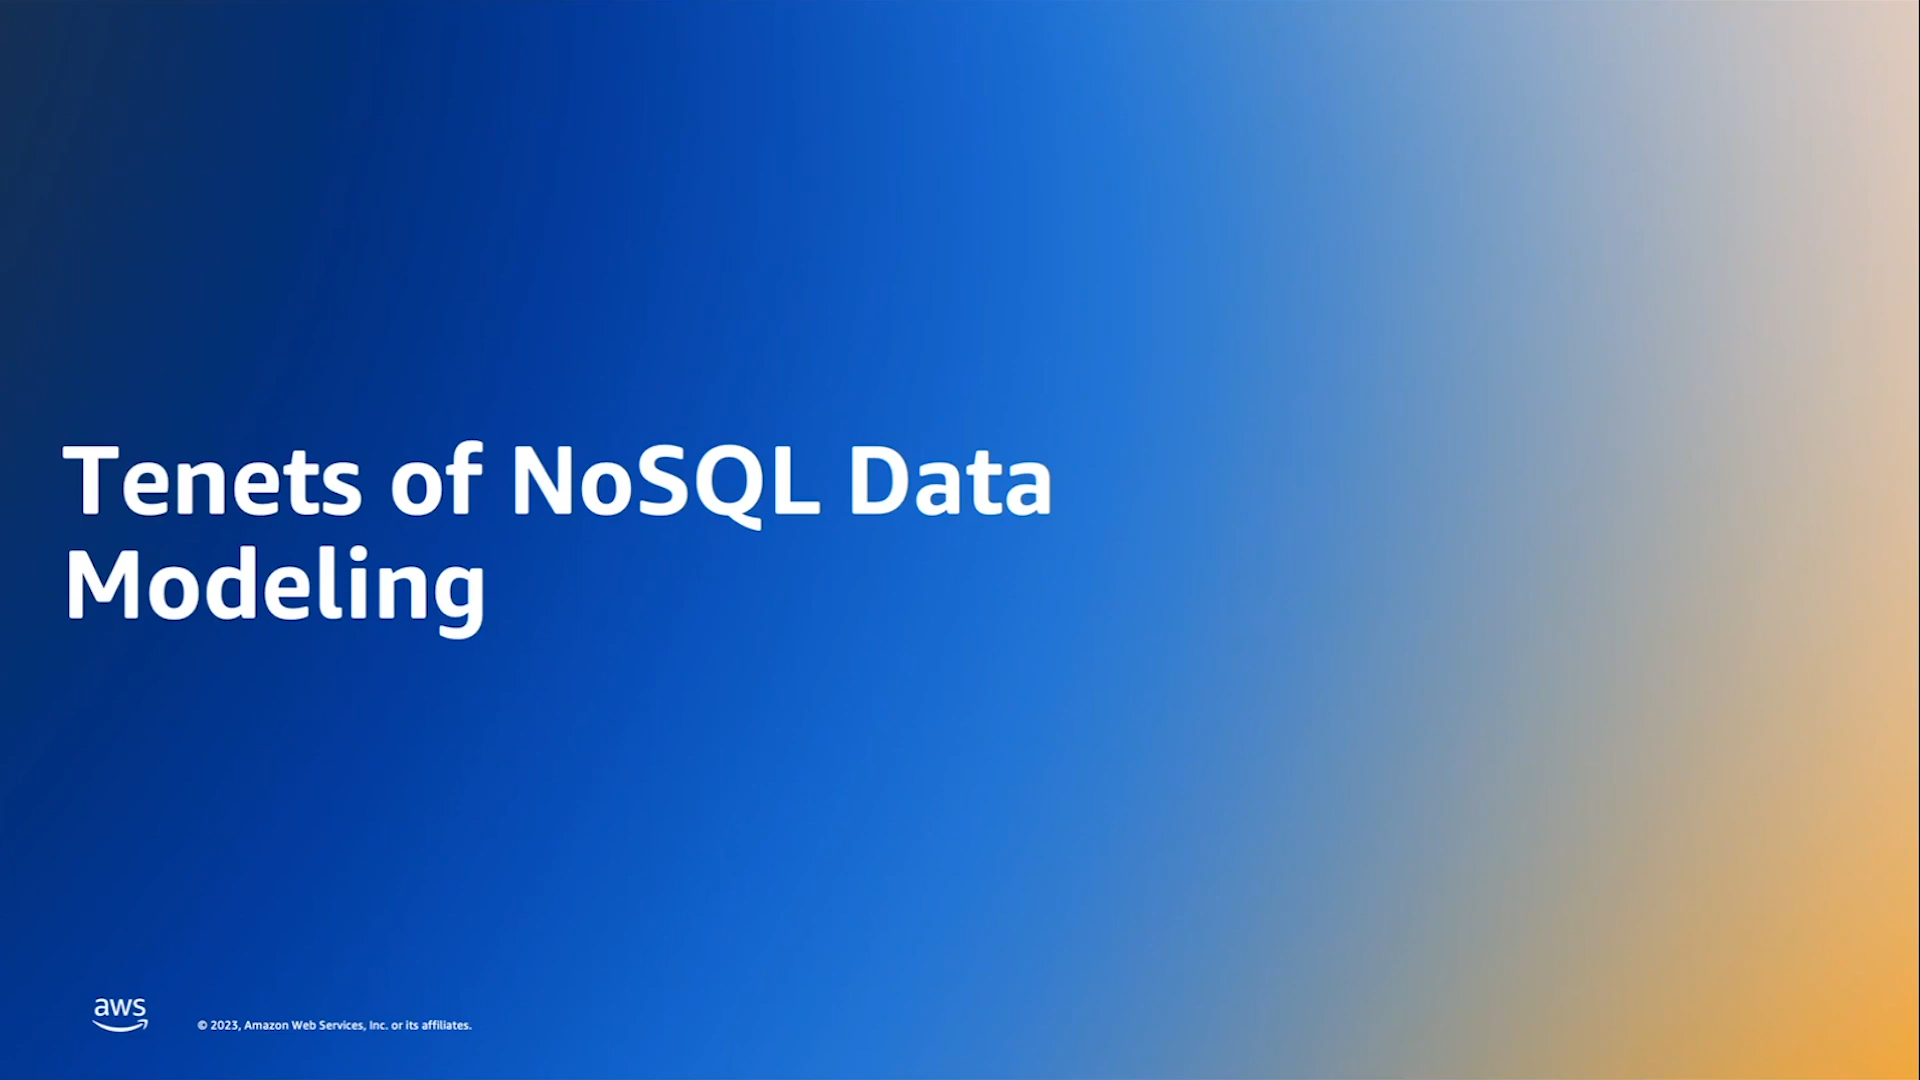 Tenets of NoSQL Data
Modeling
aws
© 2023, Amazon Web Services, Inc. or its affiliates.